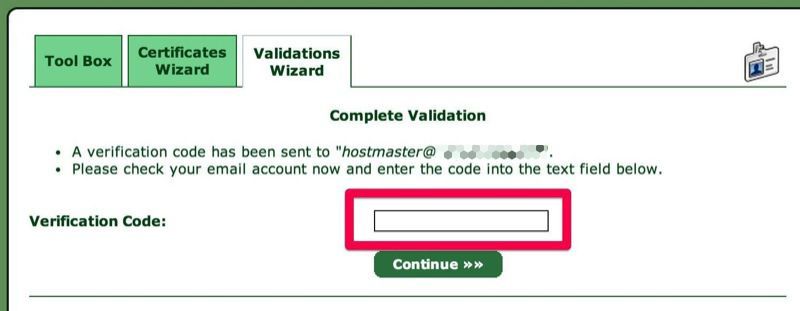 Tool Box
Certificates
Wizard
Validations
Wizard
Complete Validation
• A verification code has been sent to "hostmaster@ ".
• Please check your email account now and enter the code into the text field below.
Verification Code:
Continue »»